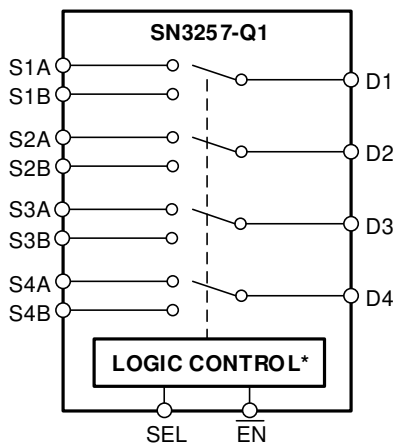 SN3257-Q1
S1A
S1B
D1
S2A
S2B
D2
S3A
S3B
D3
S4A
S4B
D4
LOGIC CONTROL*
SEL
EN